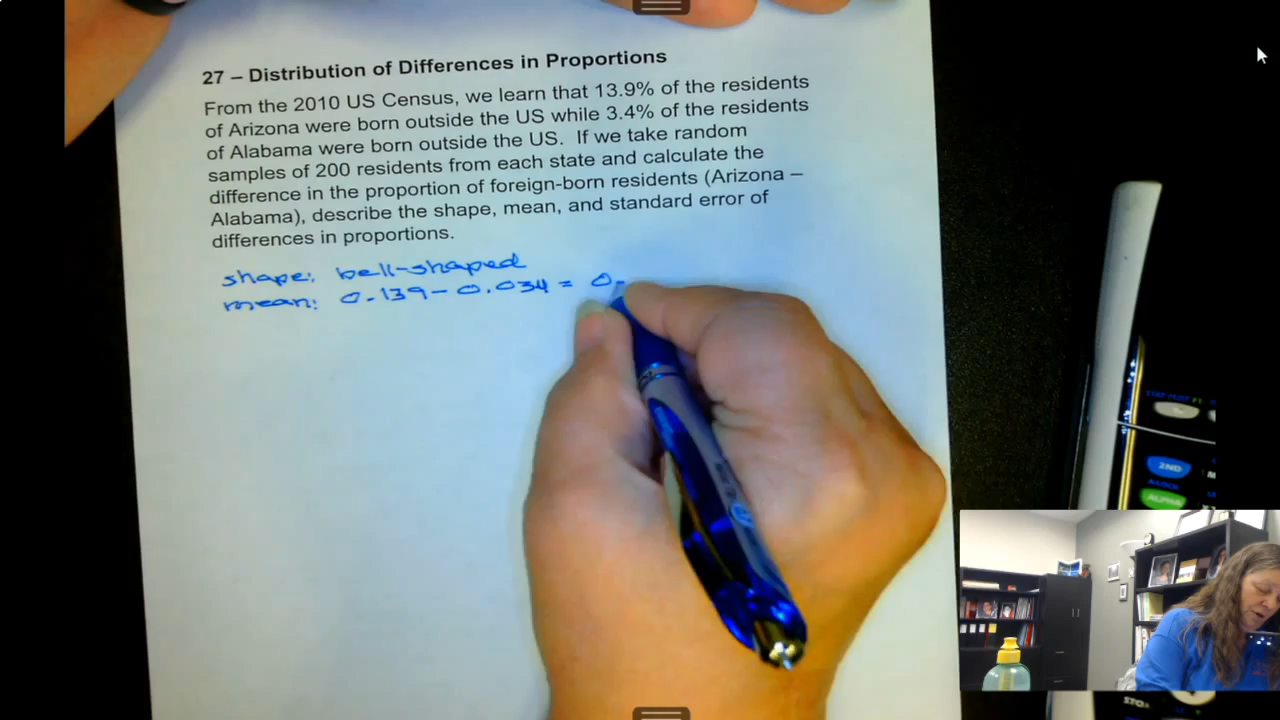 27 – Distribution of Differences in Proportions
From the 2010 US Census, we learn that 13.9% of the residents
of Arizona were born outside the US while 3.4% of the residents
of Alabama were born outside the US. If we take random
samples of 200 residents from each state and calculate the
difference in the proportion of foreign-born residents (Arizona –
Alabama), describe the shape, mean, and standard error of
differences in proportions.
shape: bell-shaped
mean: 0.139 - 0.034 = 0.
2ND
ALPHA
STO